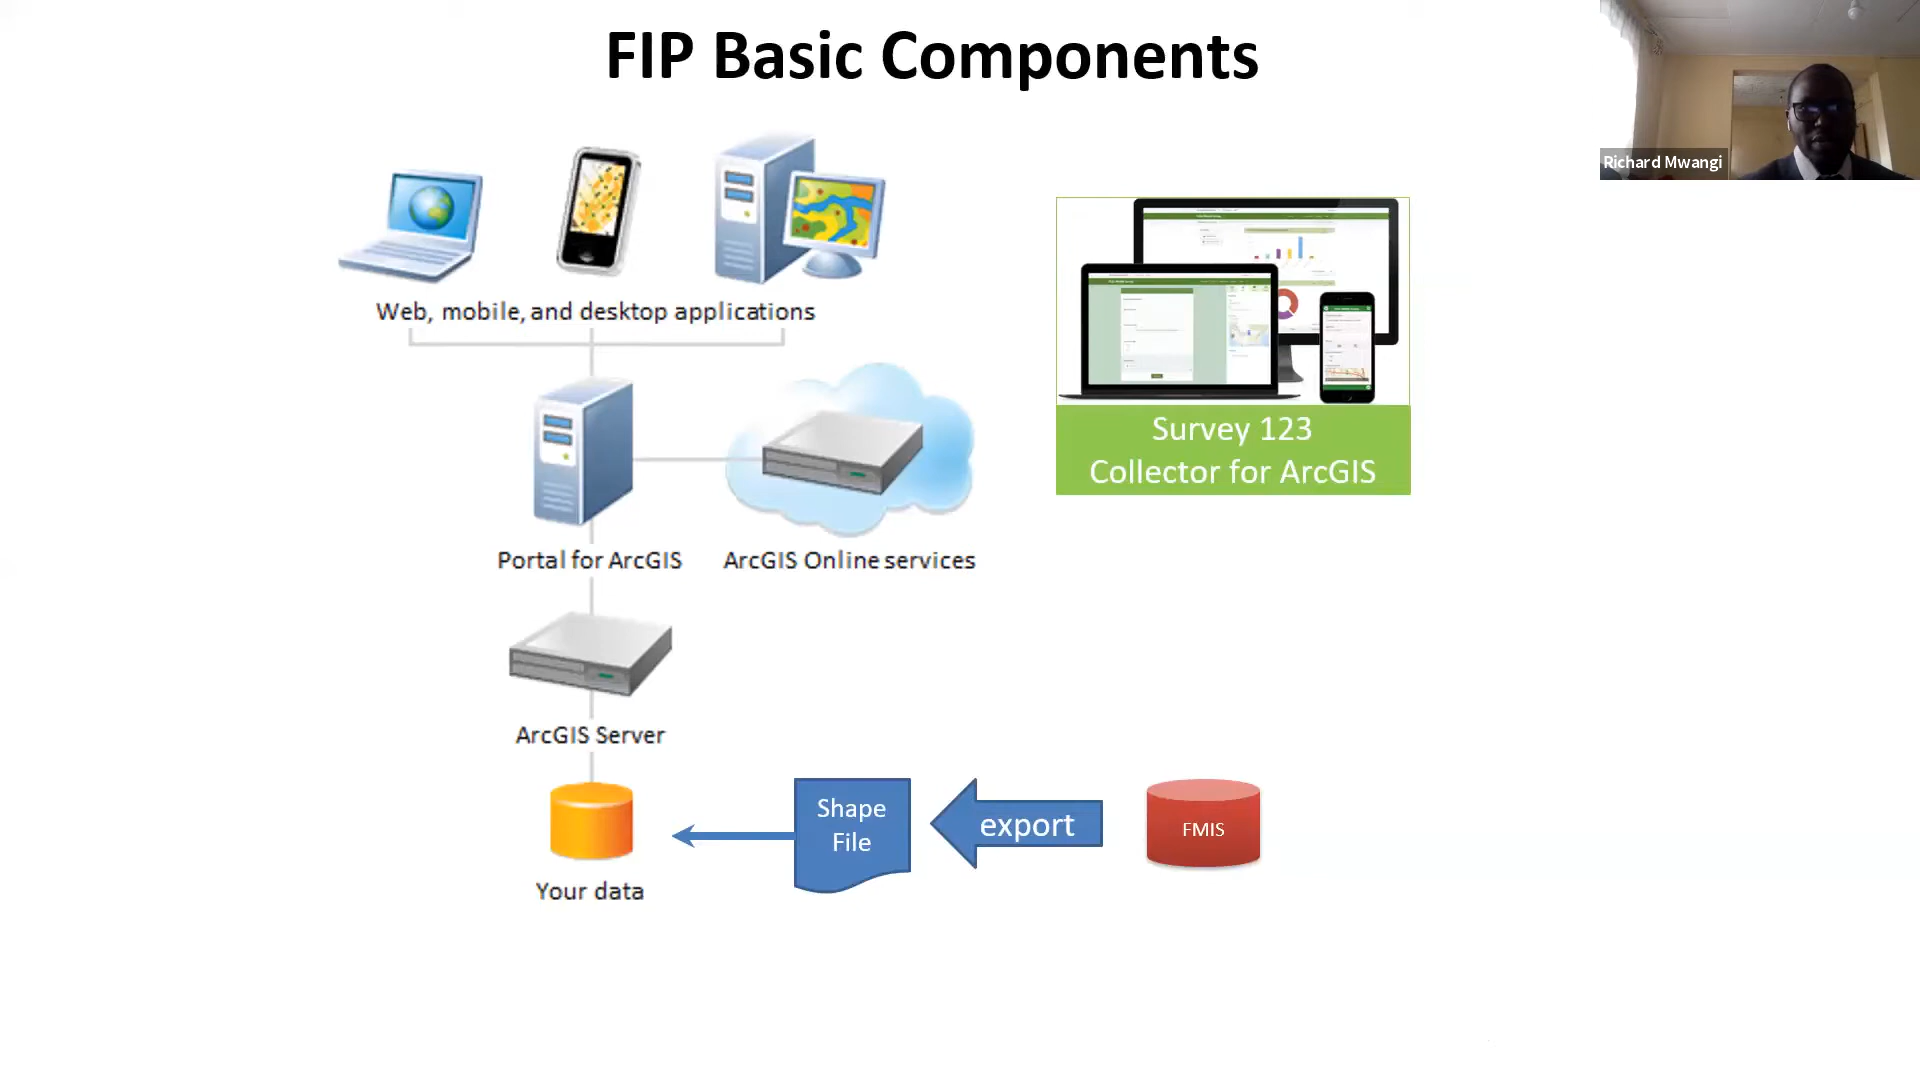 FIP Basic Components
Richard Mwangi
Web, mobile, and desktop applications
Survey 123
Collector for ArcGIS
Portal for ArcGIS
ArcGIS Online services
ArcGIS Server
Shape
File
export
FMIS
Your data